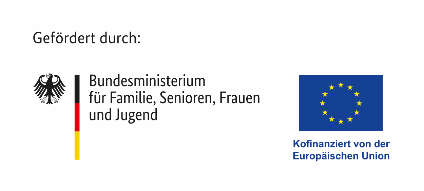 Gefördert durch:
Bundesministerium
für Familie, Senioren, Frauen
und Jugend
Kofinanziert von der
Europäischen Union